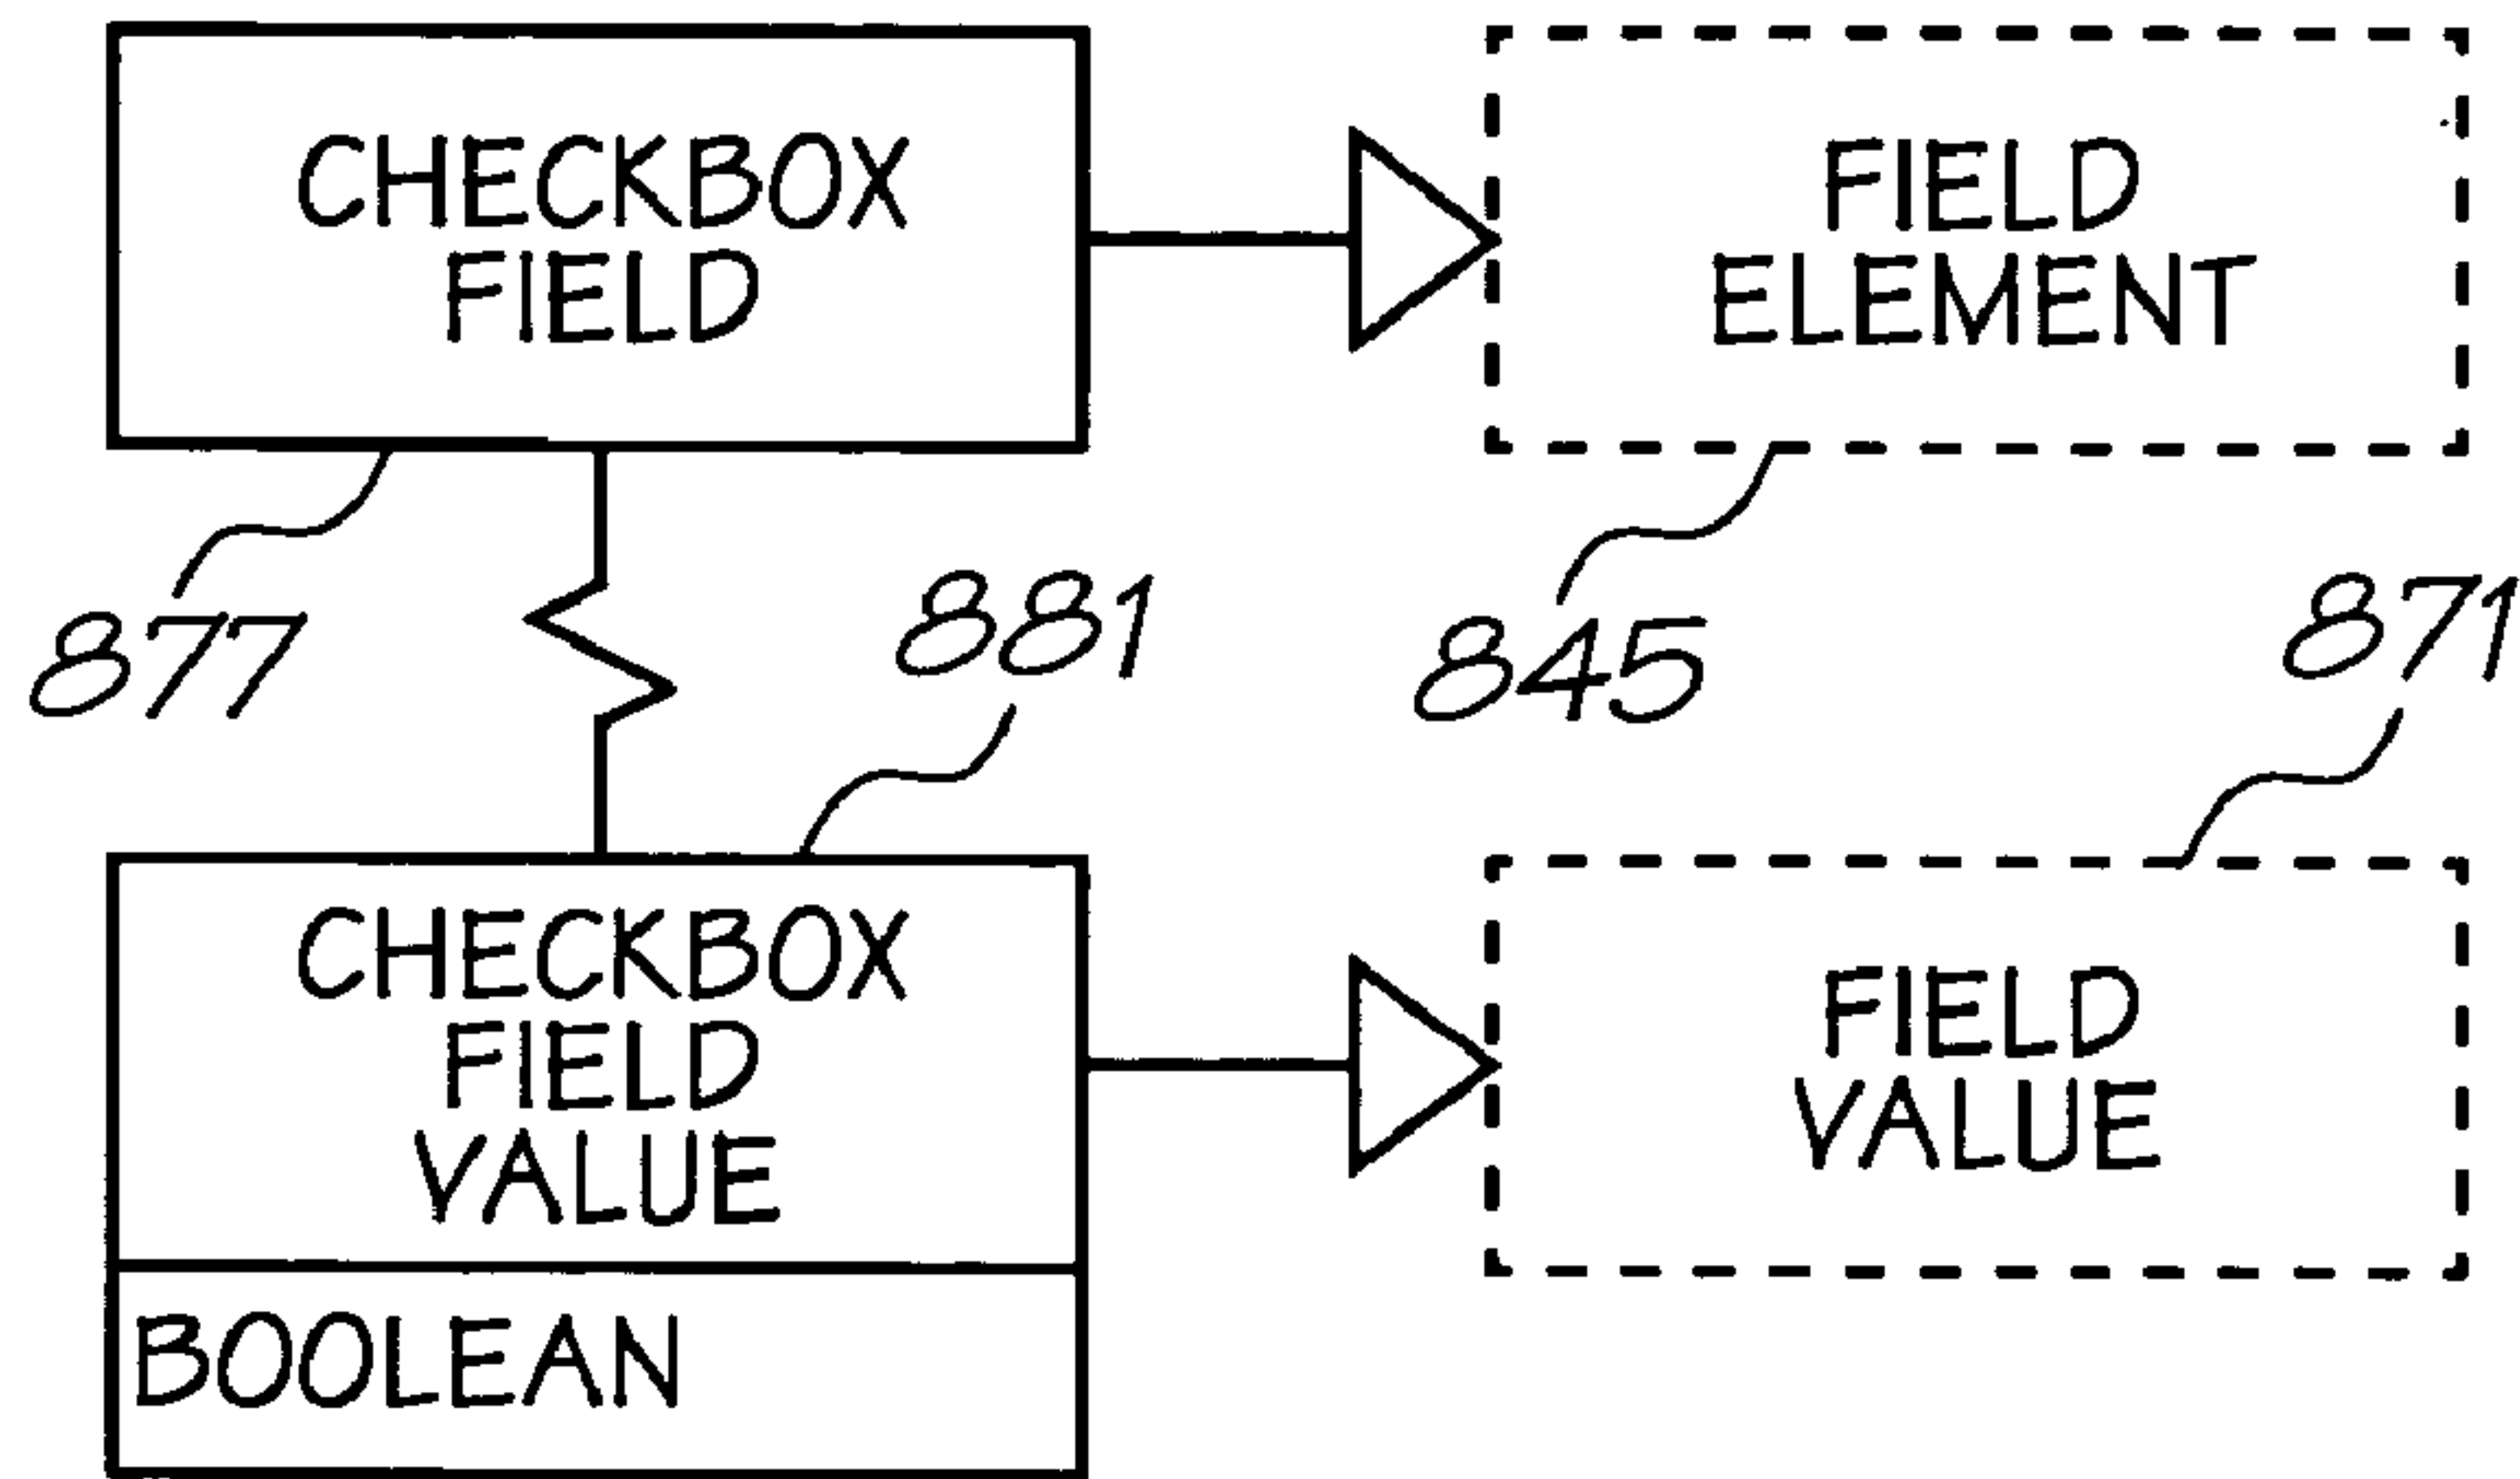 CHECKBOX
FIELD
FIELD
ELEMENT
877
881
845
871
CHECKBOX
FIELD
VALUE
BOOLEAN
FIELD
VALUE